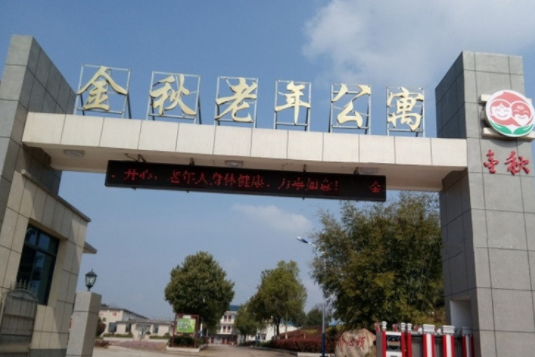 金秋老年公寓
开心，老年人身体健康、万事如意！ 金
金秋